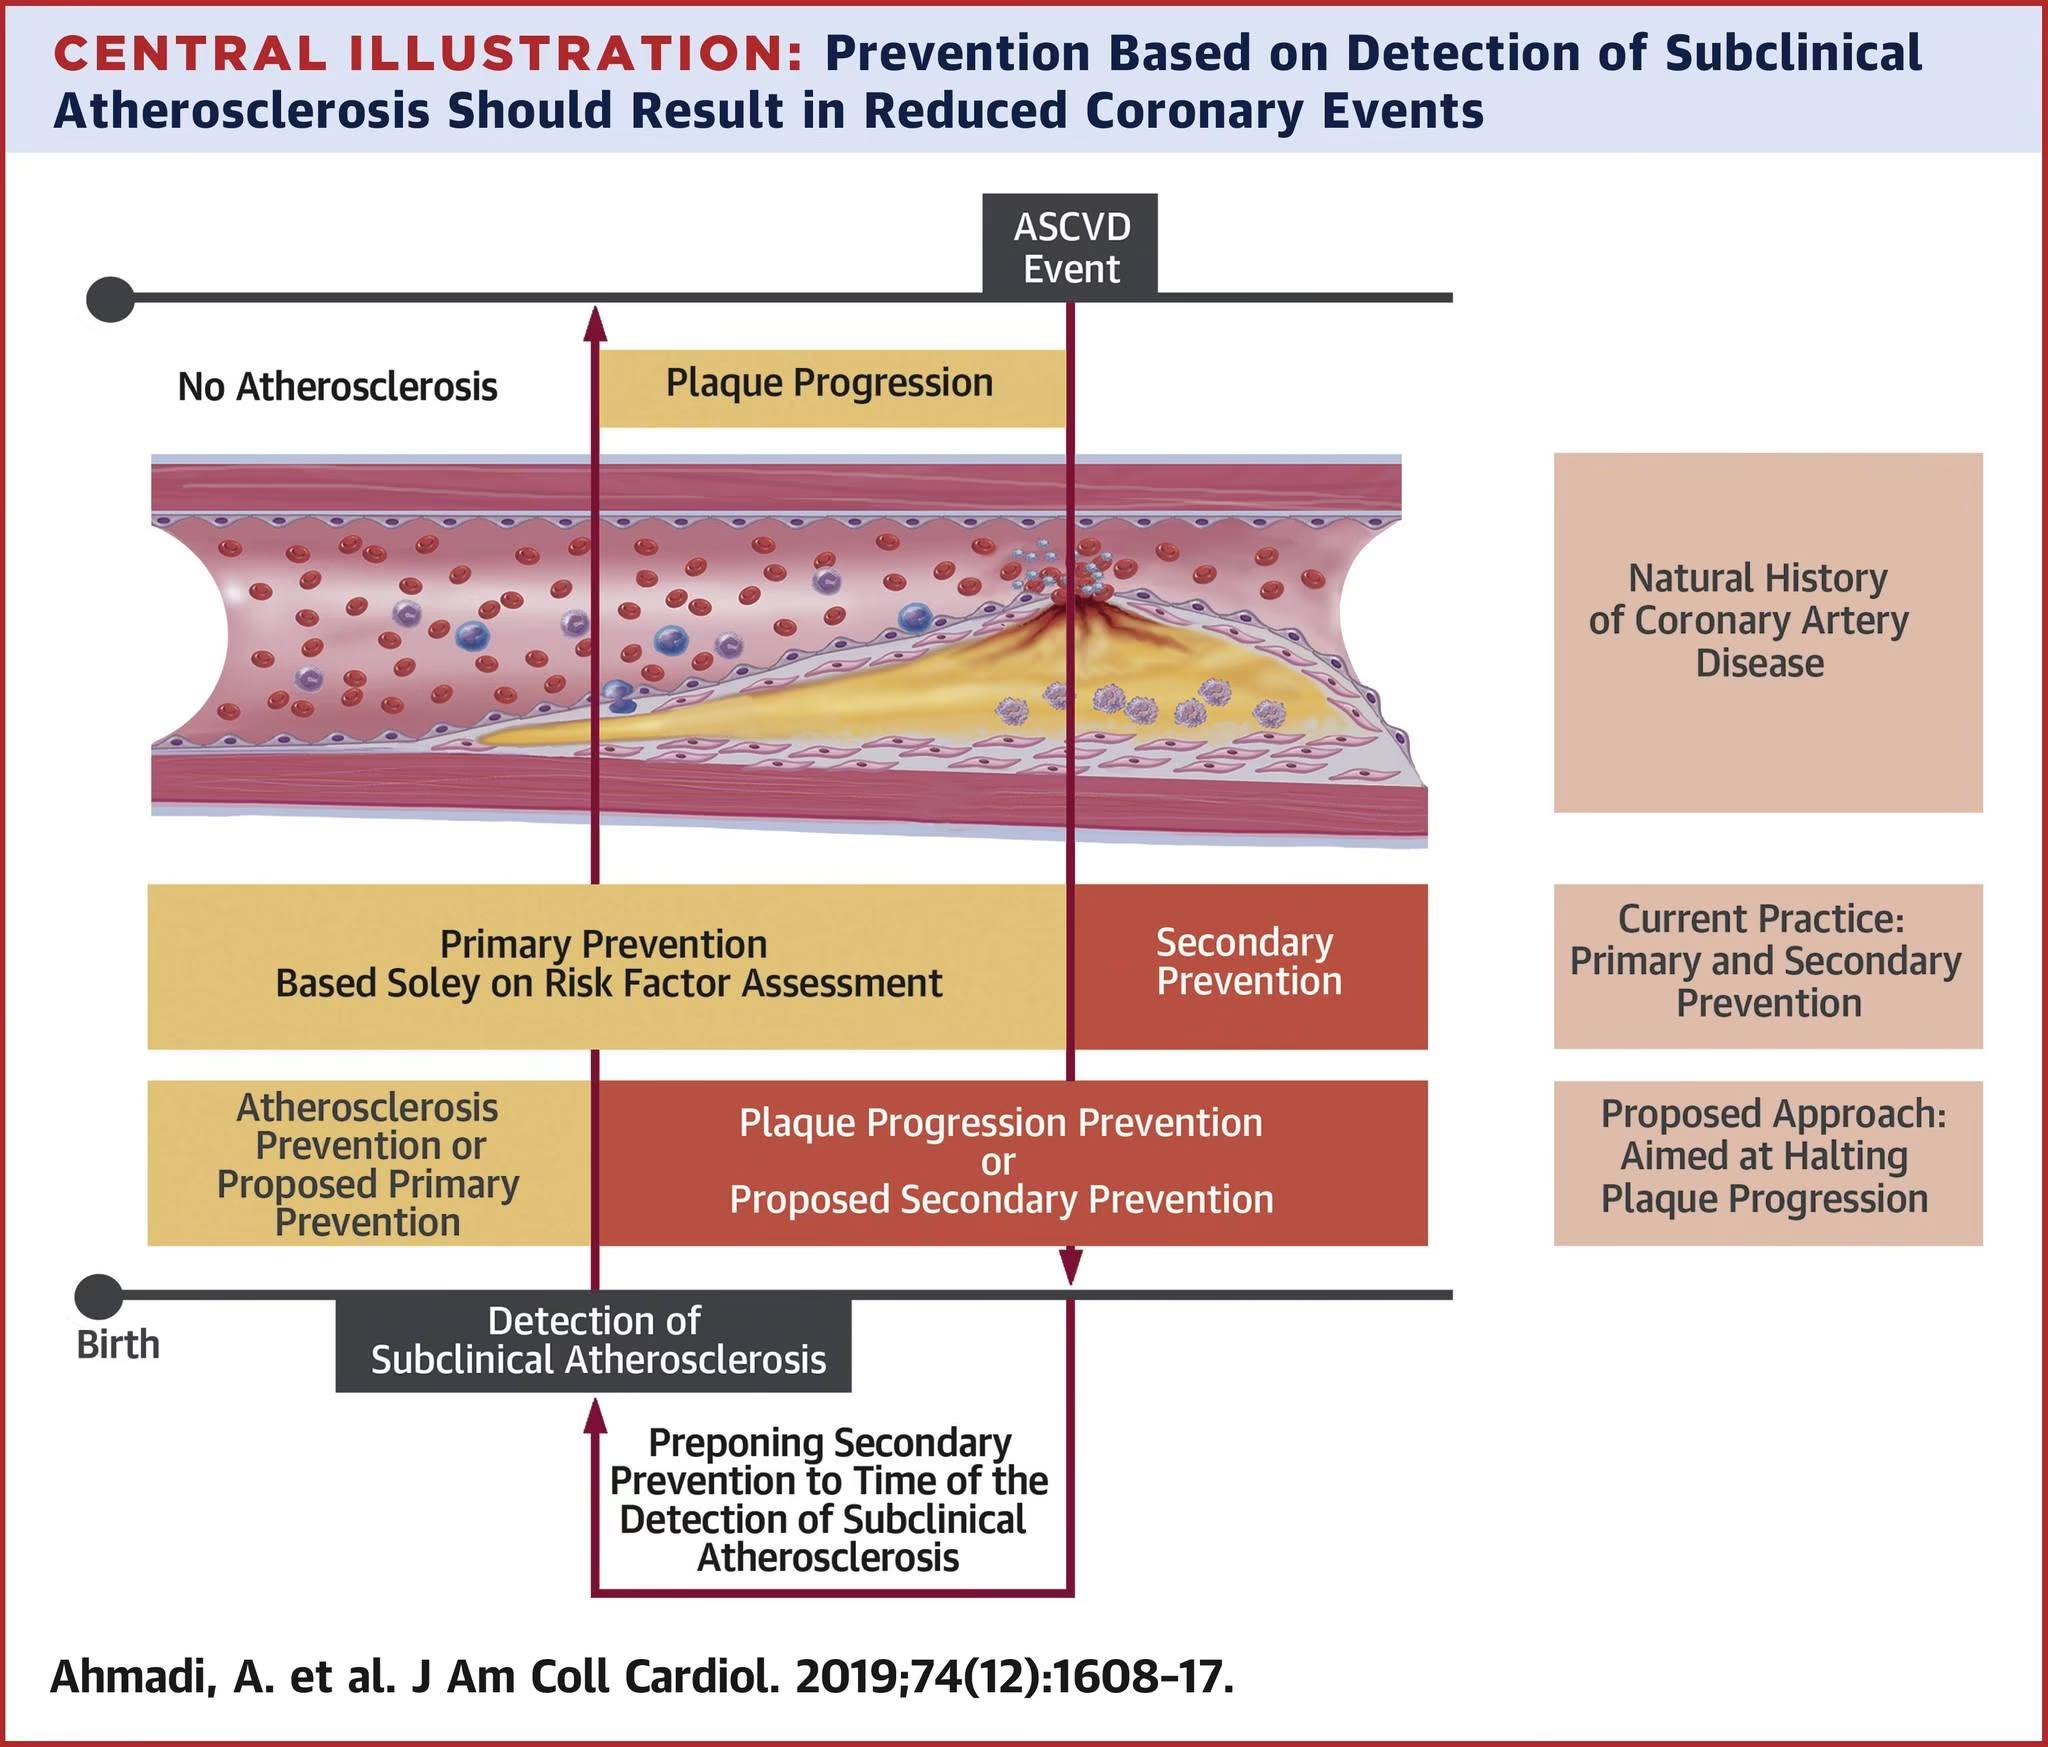 CENTRAL ILLUSTRATION: Prevention Based on Detection of Subclinical
Atherosclerosis Should Result in Reduced Coronary Events
ASCVD
Event
No Atherosclerosis
Plaque Progression
Natural History
of Coronary Artery
Disease
Primary Prevention
Based Soley on Risk Factor Assessment
Secondary
Prevention
Current Practice:
Primary and Secondary
Prevention
Atherosclerosis
Prevention or
Proposed Primary
Prevention
Plaque Progression Prevention
or
Proposed Secondary Prevention
Proposed Approach:
Aimed at Halting
Plaque Progression
Birth
Detection of
Subclinical Atherosclerosis
Preponing Secondary
Prevention to Time of the
Detection of Subclinical
Atherosclerosis
Ahmadi, A. et al. J Am Coll Cardiol. 2019;74(12):1608–17.